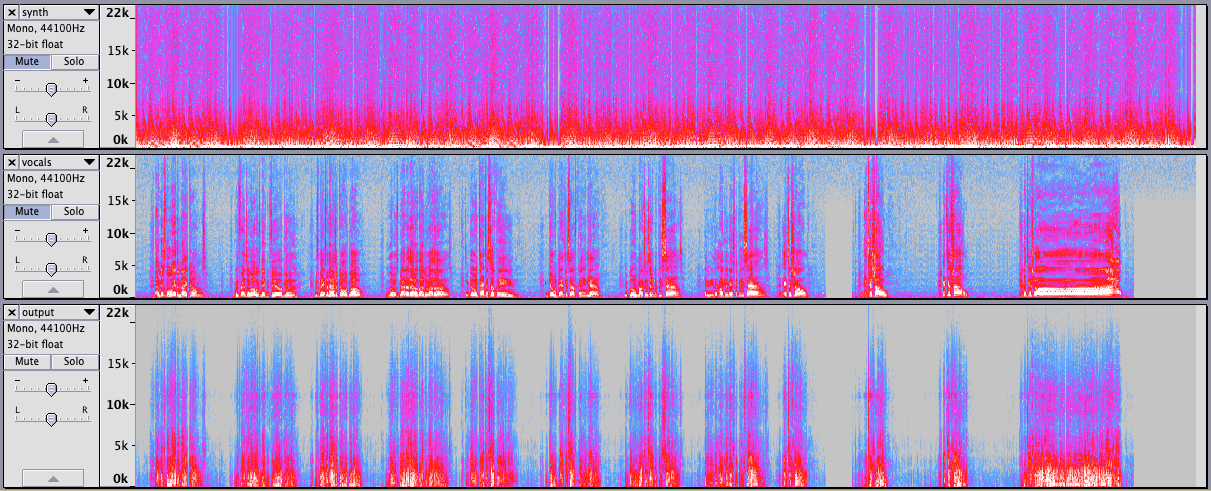 synth
Mono, 44100Hz
32-bit float
Mute Solo
- +
L R
22k
15k
10k
5k
0k
vocals
Mono, 44100Hz
32-bit float
Mute Solo
- +
L R
22k
15k
10k
5k
0k
output
Mono, 44100Hz
32-bit float
Mute Solo
- +
L R
22k
15k
10k
5k
0k